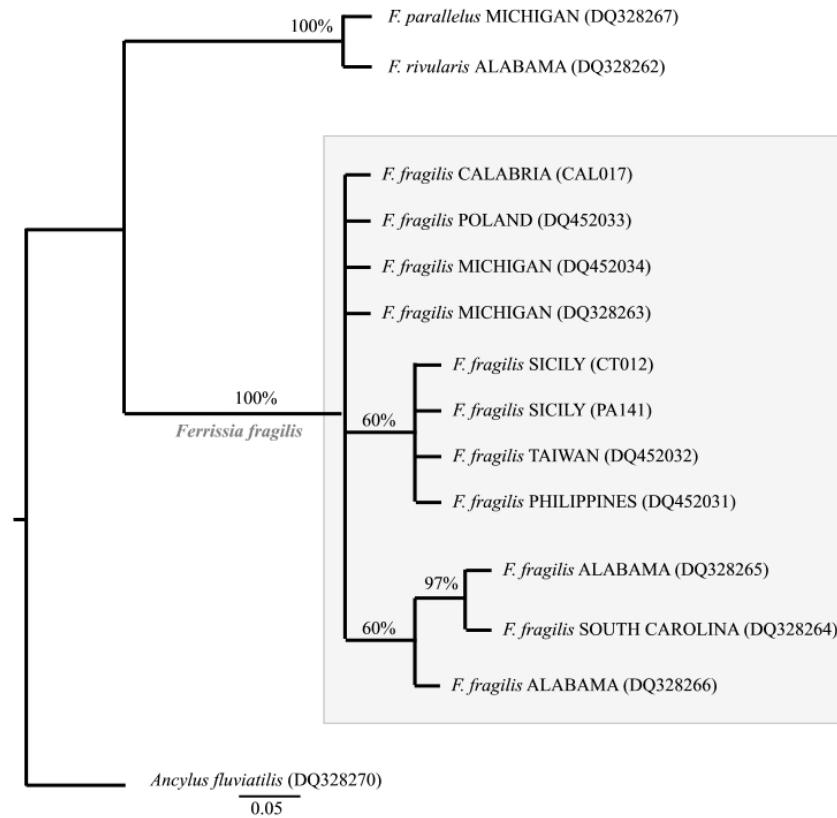 100%
F. parallelus MICHIGAN (DQ328267)
F. rivularis ALABAMA (DQ328262)
F. fragilis CALABRIA (CAL017)
F. fragilis POLAND (DQ452033)
F. fragilis MICHIGAN (DQ452034)
F. fragilis MICHIGAN (DQ328263)
F. fragilis SICILY (CT012)
100%
Ferrissia fragilis
60%
F. fragilis SICILY (PA141)
F. fragilis TAIWAN (DQ452032)
F. fragilis PHILIPPINES (DQ452031)
97%
F. fragilis ALABAMA (DQ328265)
60%
F. fragilis SOUTH CAROLINA (DQ328264)
F. fragilis ALABAMA (DQ328266)
Ancylus fluviatilis (DQ328270)
0.05